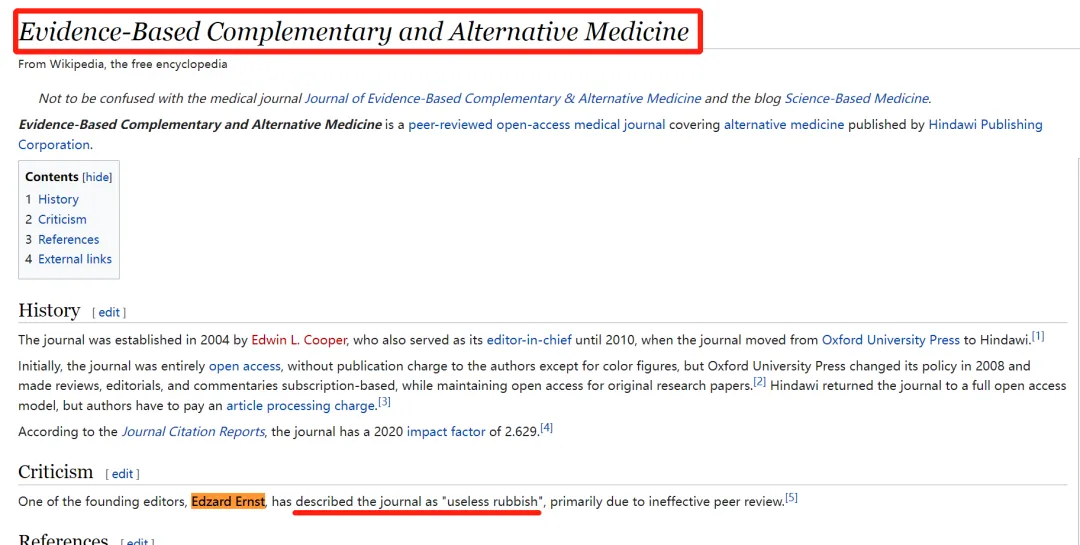 Evidence-Based Complementary and Alternative Medicine
From Wikipedia, the free encyclopedia
Not to be confused with the medical journal Journal of Evidence-Based Complementary & Alternative Medicine and the blog Science-Based Medicine.
Evidence-Based Complementary and Alternative Medicine is a peer-reviewed open-access medical journal covering alternative medicine published by Hindawi Publishing
Corporation.
Contents [hide]
1 History
2 Criticism
3 References
4 External links
History [ edit ]
The journal was established in 2004 by Edwin L. Cooper, who also served as its editor-in-chief until 2010, when the journal moved from Oxford University Press to Hindawi.[1]
Initially, the journal was entirely open access, without publication charge to the authors except for color figures, but Oxford University Press changed its policy in 2008 and
made reviews, editorials, and commentaries subscription-based, while maintaining open access for original research papers.[2] Hindawi returned the journal to a full open access
model, but authors have to pay an article processing charge.[3]
According to the Journal Citation Reports, the journal has a 2020 impact factor of 2.629.[4]
Criticism [ edit ]
One of the founding editors, Edzard Ernst, has described the journal as "useless rubbish", primarily due to ineffective peer review.[5]
References [ edit ]